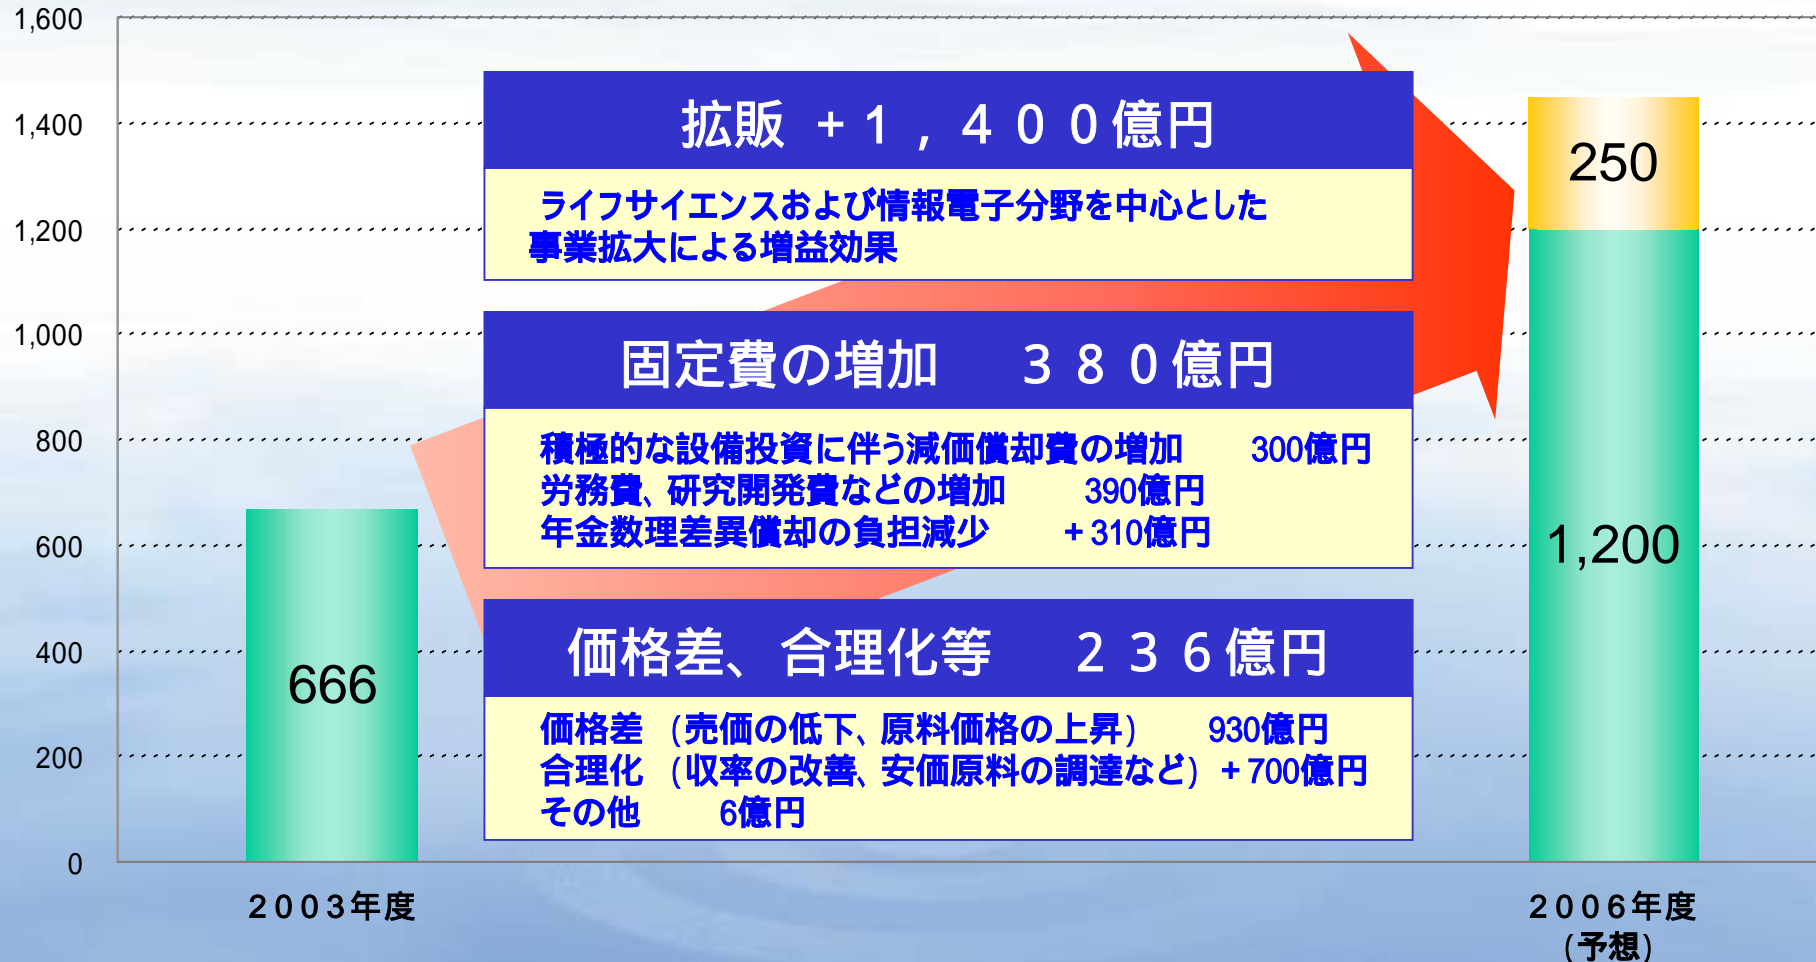 1,600
1,400
1,200
1,000
800
600
400
200
0
拡販 +1,400億円
ライフサイエンスおよび情報電子分野を中心とした
事業拡大による増益効果
固定費の増加 380億円
積極的な設備投資に伴う減価償却費の増加 300億円
労務費、研究開発費などの増加 390億円
年金数理差異償却の負担減少 +310億円
価格差、合理化等 236億円
価格差 (売価の低下、原料価格の上昇) 930億円
合理化 (収率の改善、安価原料の調達など) +700億円
その他 6億円
666
250
1,200
2003年度
2006年度
(予想)